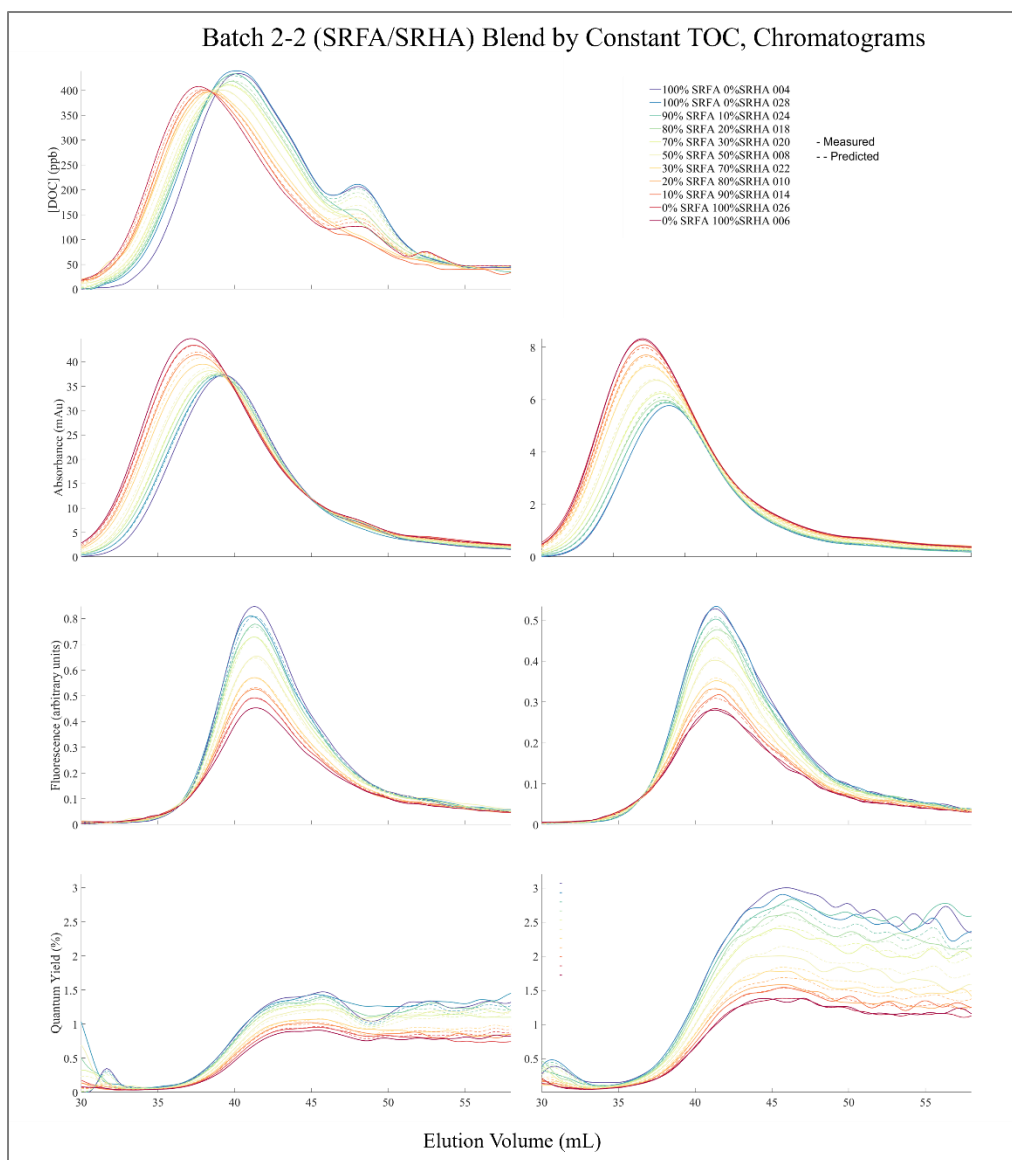 Batch 2-2 (SRFA/SRHA) Blend by Constant TOC, Chromatograms
100% SRFA 0%SRHA 004
100% SRFA 0%SRHA 028
90% SRFA 10%SRHA 024
80% SRFA 20%SRHA 018
70% SRFA 30%SRHA 020
50% SRFA 50%SRHA 008
30% SRFA 70%SRHA 022
20% SRFA 80%SRHA 010
10% SRFA 90%SRHA 014
0% SRFA 100%SRHA 026
0% SRFA 100%SRHA 006
- Measured
-- Predicted
[DOC] (ppb)
400
350
300
250
200
150
100
50
0
Absorbance (mAu)
40
35
30
25
20
15
10
5
0
8
6
4
2
0
Fluorescence (arbitrary units)
0.8
0.7
0.6
0.5
0.4
0.3
0.2
0.1
0
0.5
0.4
0.3
0.2
0.1
0
Quantum Yield (%)
3
2.5
2
1.5
1
0.5
0
30 35 40 45 50 55
3
2.5
2
1.5
1
0.5
0
30 35 40 45 50 55
Elution Volume (mL)